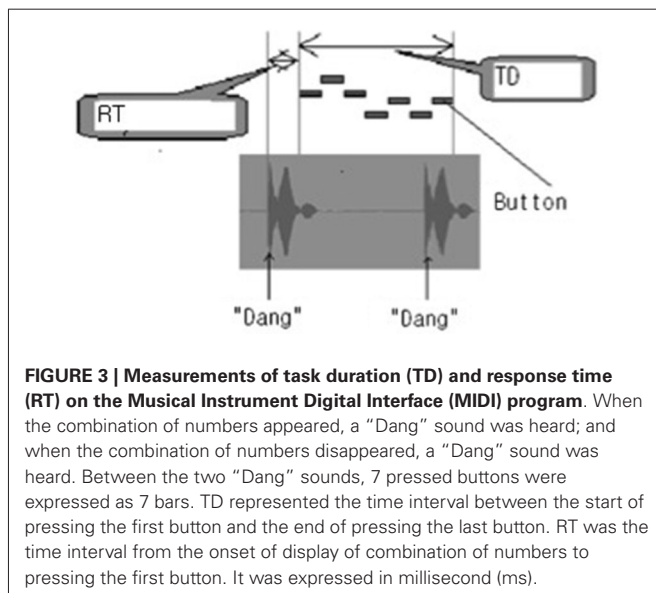 TD
RT
Button
"Dang" "Dang"
FIGURE 3 | Measurements of task duration (TD) and response time
(RT) on the Musical Instrument Digital Interface (MIDI) program. When
the combination of numbers appeared, a “Dang” sound was heard; and
when the combination of numbers disappeared, a “Dang” sound was
heard. Between the two “Dang” sounds, 7 pressed buttons were
expressed as 7 bars. TD represented the time interval between the start of
pressing the first button and the end of pressing the last button. RT was the
time interval from the onset of display of combination of numbers to
pressing the first button. It was expressed in millisecond (ms).